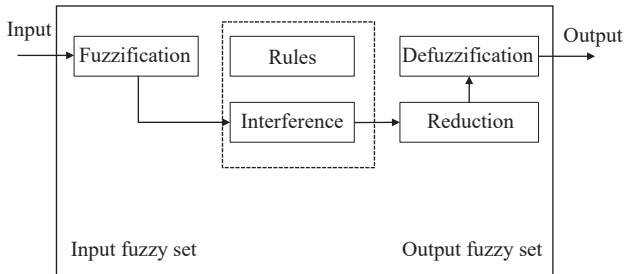 Input
Output
Fuzzification
Rules
Defuzzification
Interference
Reduction
Input fuzzy set
Output fuzzy set